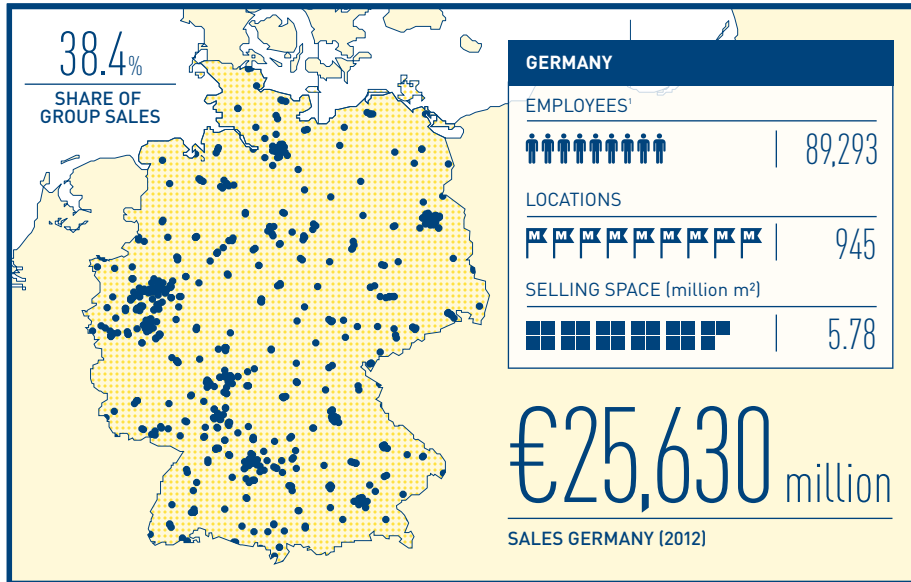 38.4%
SHARE OF
GROUP SALES
GERMANY
EMPLOYEES¹
89,293
LOCATIONS
M M M M M M M M M
945
SELLING SPACE (million m²)
5.78
€25,630 million
SALES GERMANY (2012)